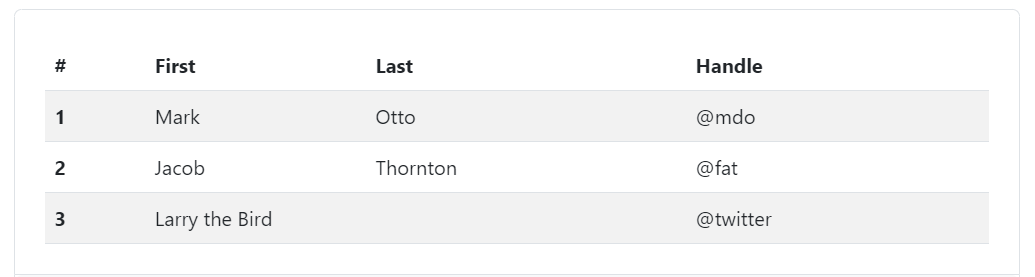 # First Last Handle
1 Mark Otto @mdo
2 Jacob Thornton @fat
3 Larry the Bird @twitter